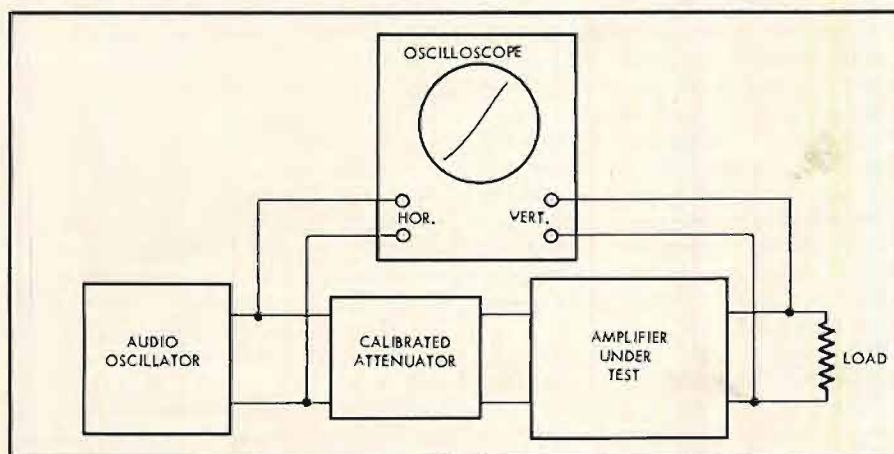 OSCILLOSCOPE
HOR.
VERT.
AUDIO
OSCILLATOR
CALIBRATED
ATTENUATOR
AMPLIFIER
UNDER
TEST
LOAD